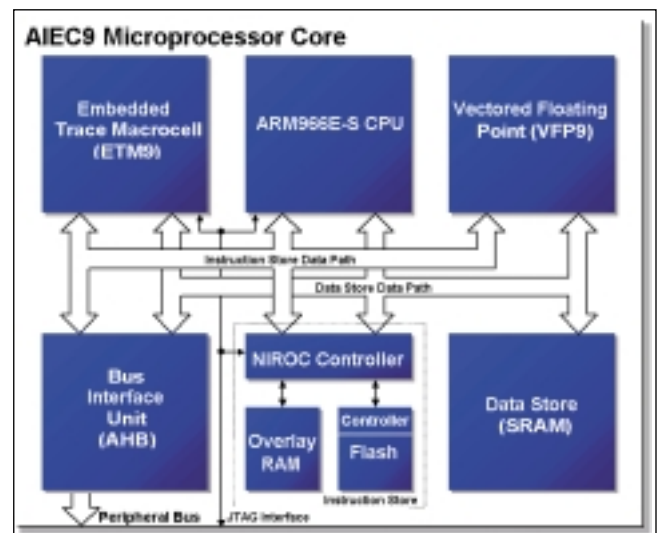 AIEC9 Microprocessor Core
Embedded
Trace Macrocell
(ETM9)
ARM966E-S CPU
Vectored Floating
Point (VFP9)
Instruction Store Data Path
Data Store Data Path
Bus
Interface
Unit
(AHB)
NIROC Controller
Overlay
RAM
Controller
Flash
Instruction Store
Data Store
(SRAM)
Peripheral Bus
JTAG Interface